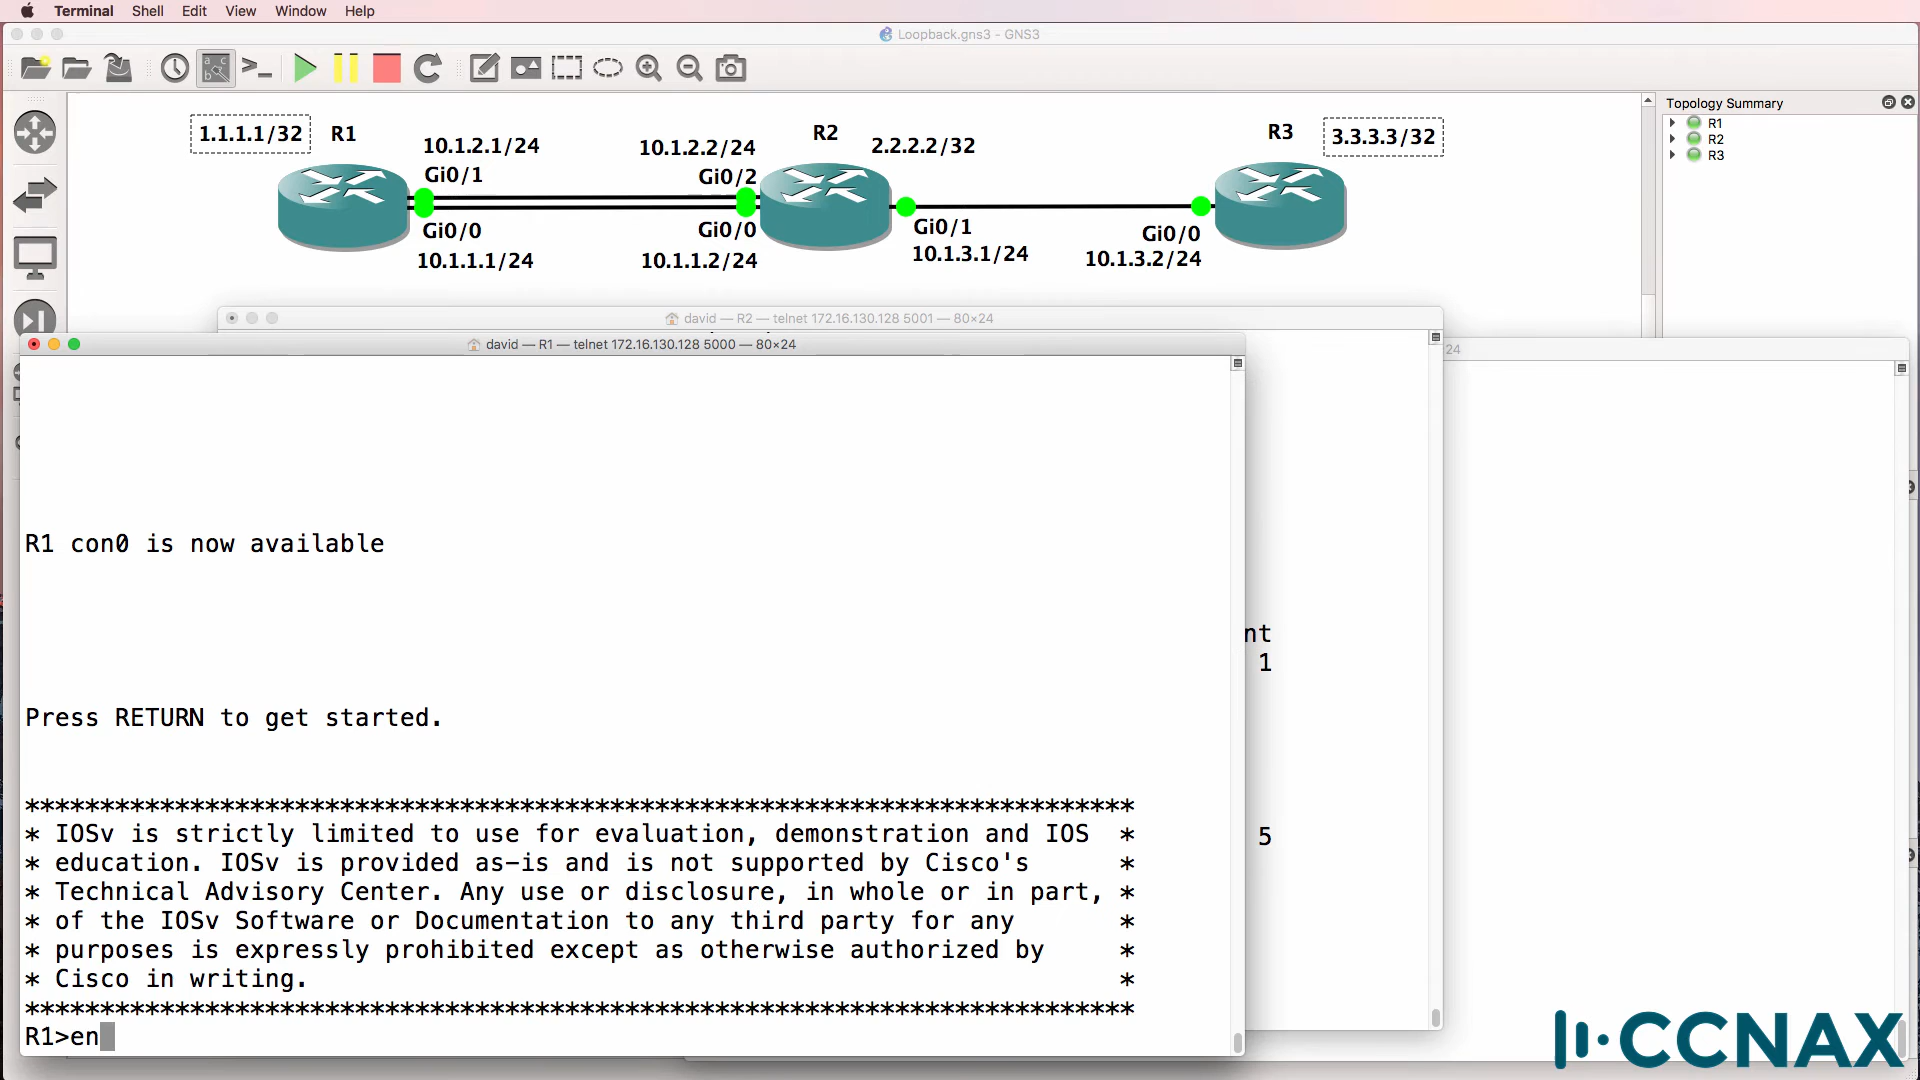 Terminal Shell Edit View Window Help
Loopback.gns3 - GNS3
Topology Summary
R1
R2
R3
1.1.1.1/32
R1
10.1.2.1/24
Gi0/1
Gi0/0
10.1.1.1/24
10.1.2.2/24
Gi0/2
Gi0/0
10.1.1.2/24
R2
2.2.2.2/32
Gi0/1
10.1.3.1/24
R3
3.3.3.3/32
Gi0/0
10.1.3.2/24
david — R2 — telnet 172.16.130.128 5001 — 80×24
24
nt
1
5
david — R1 — telnet 172.16.130.128 5000 — 80×24
R1 con0 is now available
Press RETURN to get started.
**************************************************************************
* IOSv is strictly limited to use for evaluation, demonstration and IOS *
* education. IOSv is provided as-is and is not supported by Cisco's *
* Technical Advisory Center. Any use or disclosure, in whole or in part, *
* of the IOSv Software or Documentation to any third party for any *
* purposes is expressly prohibited except as otherwise authorized by *
* Cisco in writing. *
**************************************************************************
R1>en
CCNAX